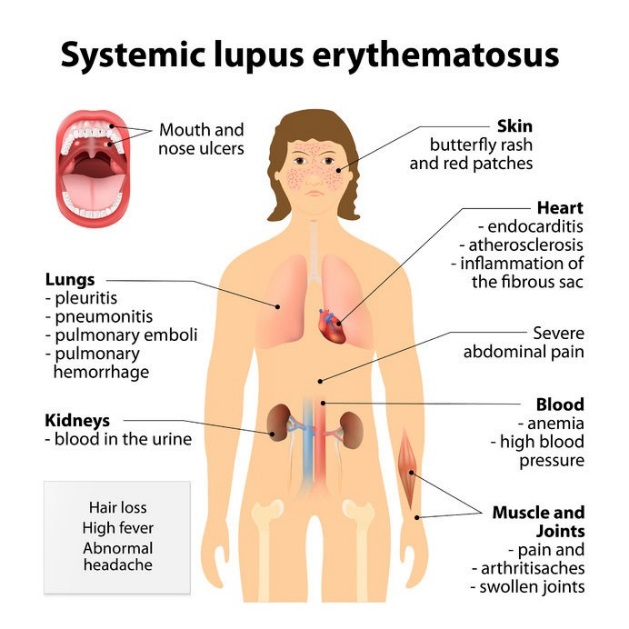 Systemic lupus erythematosus
Mouth and
nose ulcers
Skin
butterfly rash
and red patches
Heart
- endocarditis
- atherosclerosis
- inflammation of
the fibrous sac
Lungs
- pleuritis
- pneumonitis
- pulmonary emboli
- pulmonary
hemorrhage
Severe
abdominal pain
Kidneys
- blood in the urine
Blood
- anemia
- high blood
pressure
Hair loss
High fever
Abnormal
headache
Muscle and
Joints
- pain and
- arthritisaches
- swollen joints